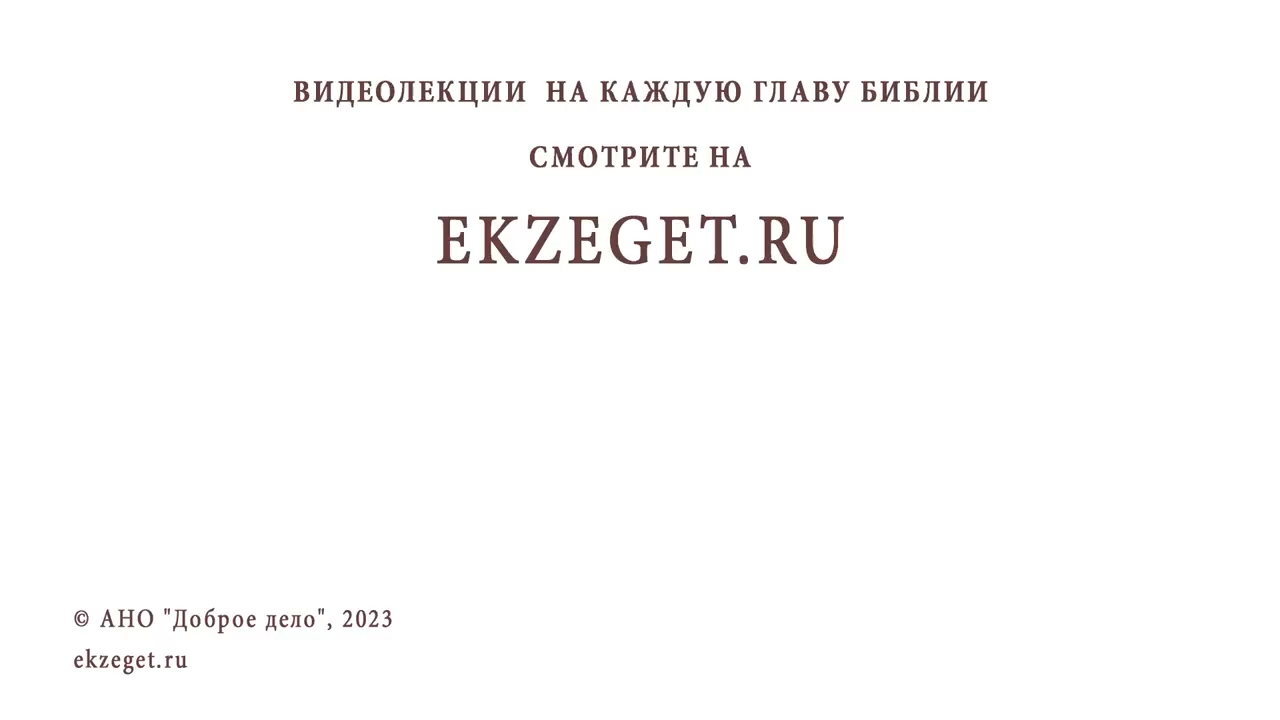 ВИДЕОЛЕКЦИИ НА КАЖДУЮ ГЛАВУ БИБЛИИ
СМОТРИТЕ НА
EKZEGET.RU
© АНО "Доброе дело", 2023
ekzeget.ru